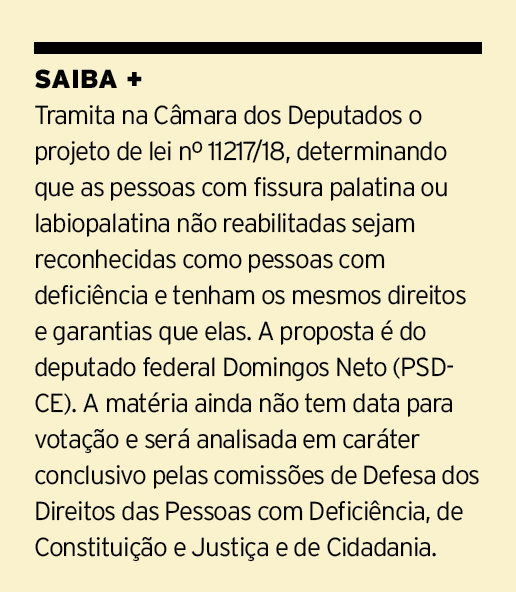 SAIBA +
Tramita na Câmara dos Deputados o
projeto de lei nº 11217/18, determinando
que as pessoas com fissura palatina ou
labiopalatina não reabilitadas sejam
reconhecidas como pessoas com
deficiência e tenham os mesmos direitos
e garantias que elas. A proposta é do
deputado federal Domingos Neto (PSD-
CE). A matéria ainda não tem data para
votação e será analisada em caráter
conclusivo pelas comissões de Defesa dos
Direitos das Pessoas com Deficiência, de
Constituição e Justiça e de Cidadania.